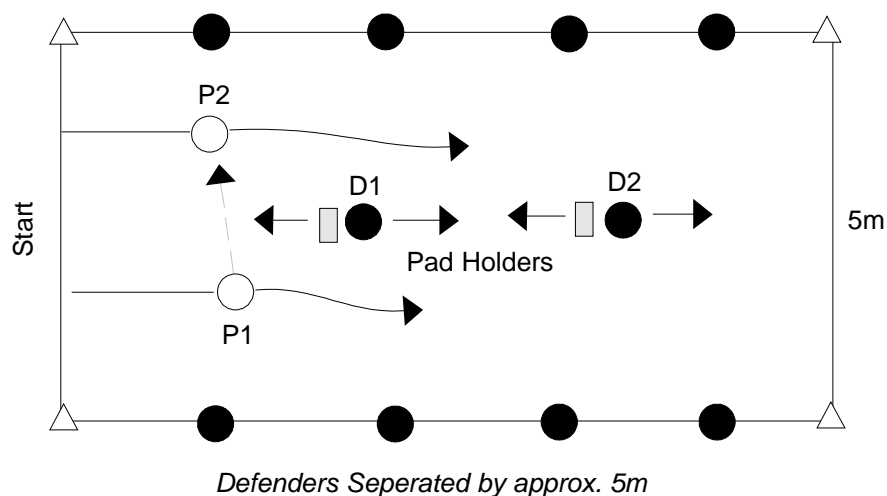 P2
D1
D2
Start
5m
Pad Holders
P1
Defenders Seperated by approx. 5m